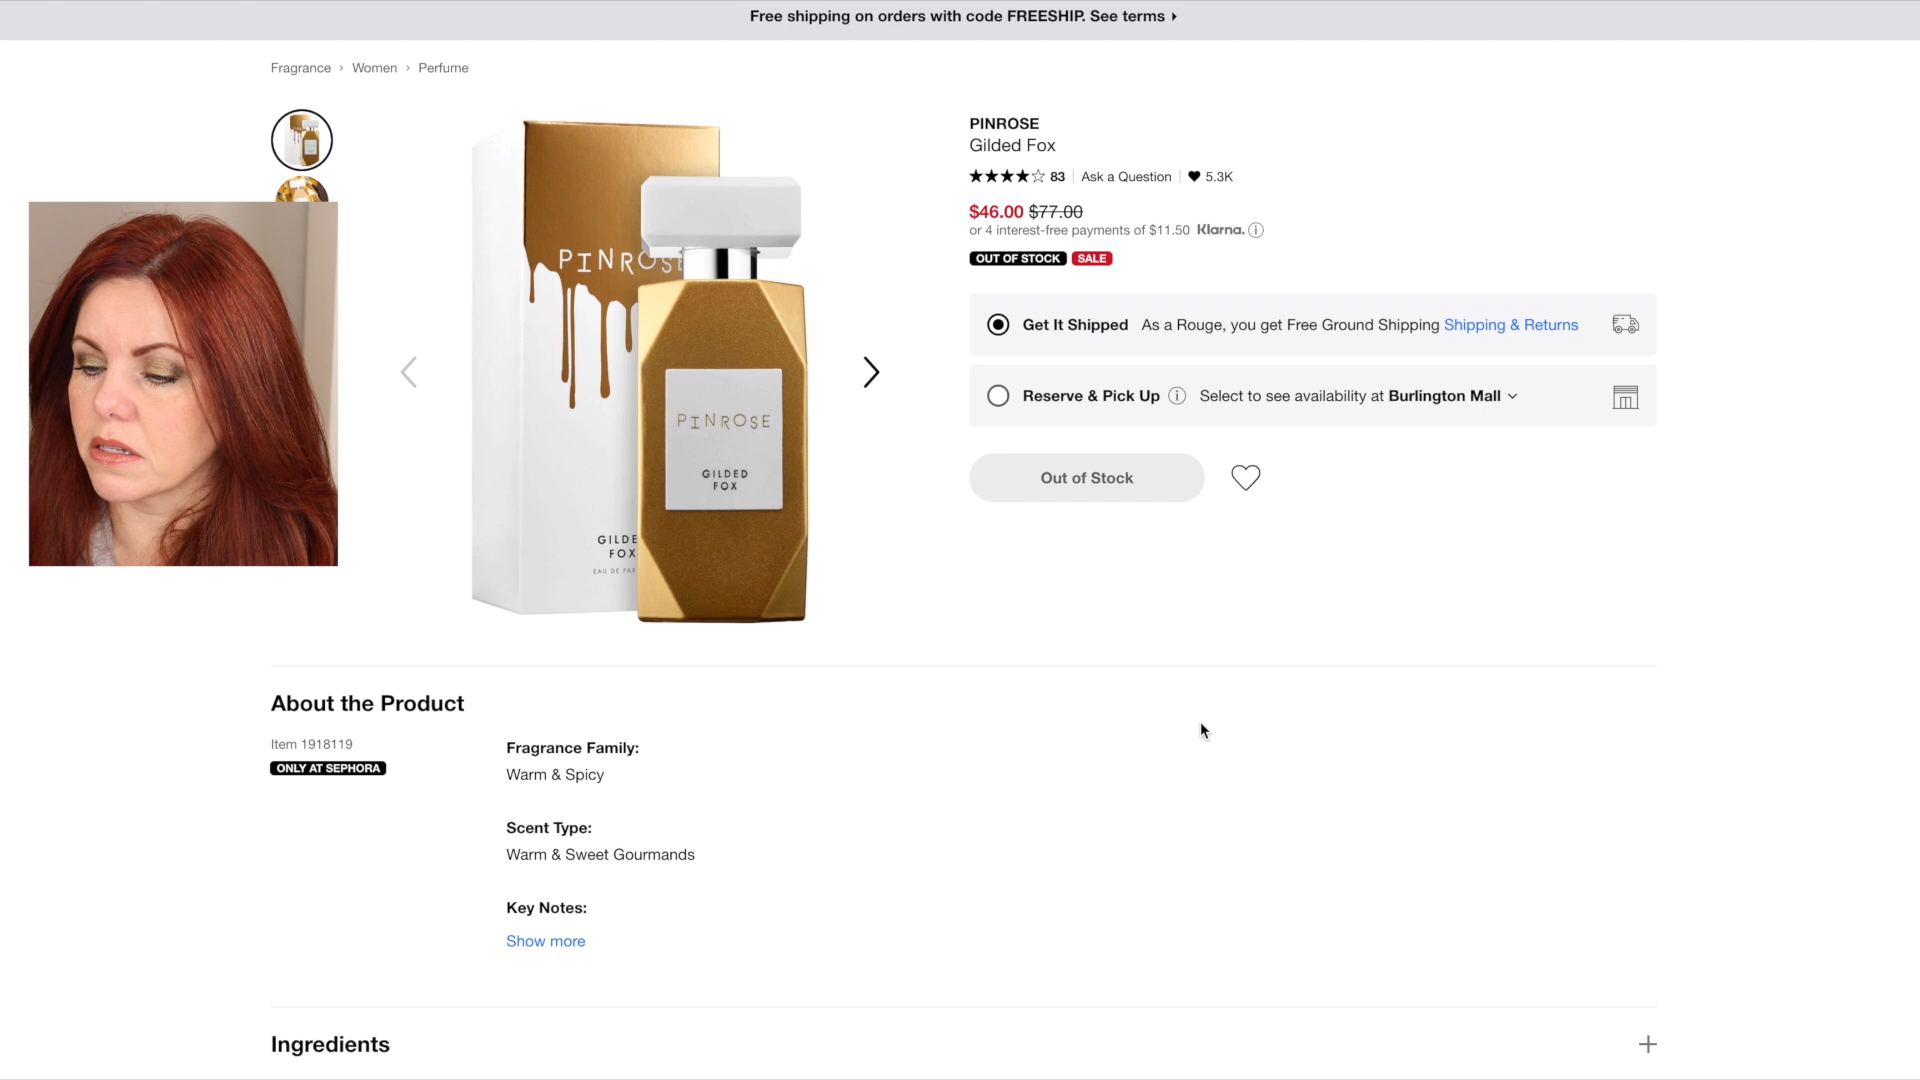 Free shipping on orders with code FREESHIP. See terms
Fragrance › Women › Perfume
PINROSE
Gilded Fox
83 Ask a Question 5.3K
$46.00 $77.00
or 4 interest-free payments of $11.50 Klarna.
OUT OF STOCK SALE
Get It Shipped As a Rouge, you get Free Ground Shipping Shipping & Returns
Reserve & Pick Up Select to see availability at Burlington Mall
Out of Stock
PINROSE
GILDE
FOX
EAU DE PAR
PINROSE
GILDED
FOX
About the Product
Item 1918119
ONLY AT SEPHORA
Fragrance Family:
Warm & Spicy
Scent Type:
Warm & Sweet Gourmands
Key Notes:
Show more
Ingredients